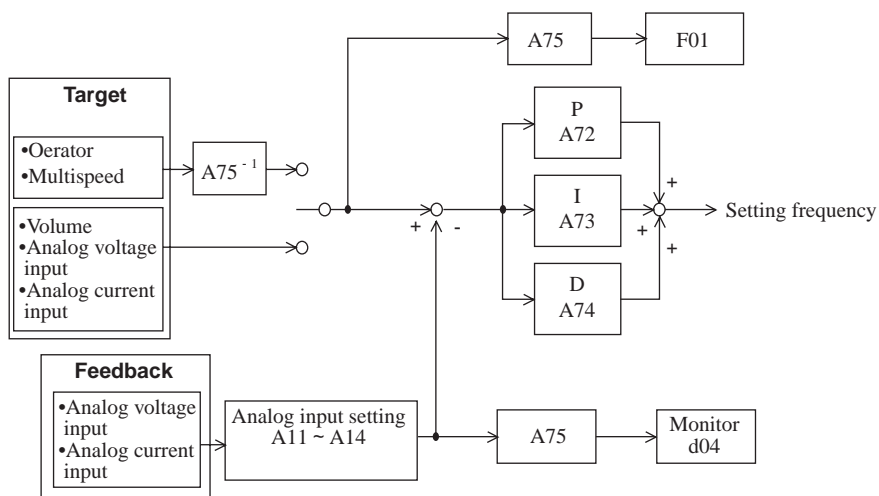 A75
F01
Target
•Oerator
•Multispeed
A75 -1
•Volume
•Analog voltage
input
•Analog current
input
P
A72
I
A73
D
A74
+
-
+
+
+
Setting frequency
Feedback
•Analog voltage
input
•Analog current
input
Analog input setting
A11 ~ A14
A75
Monitor
d04